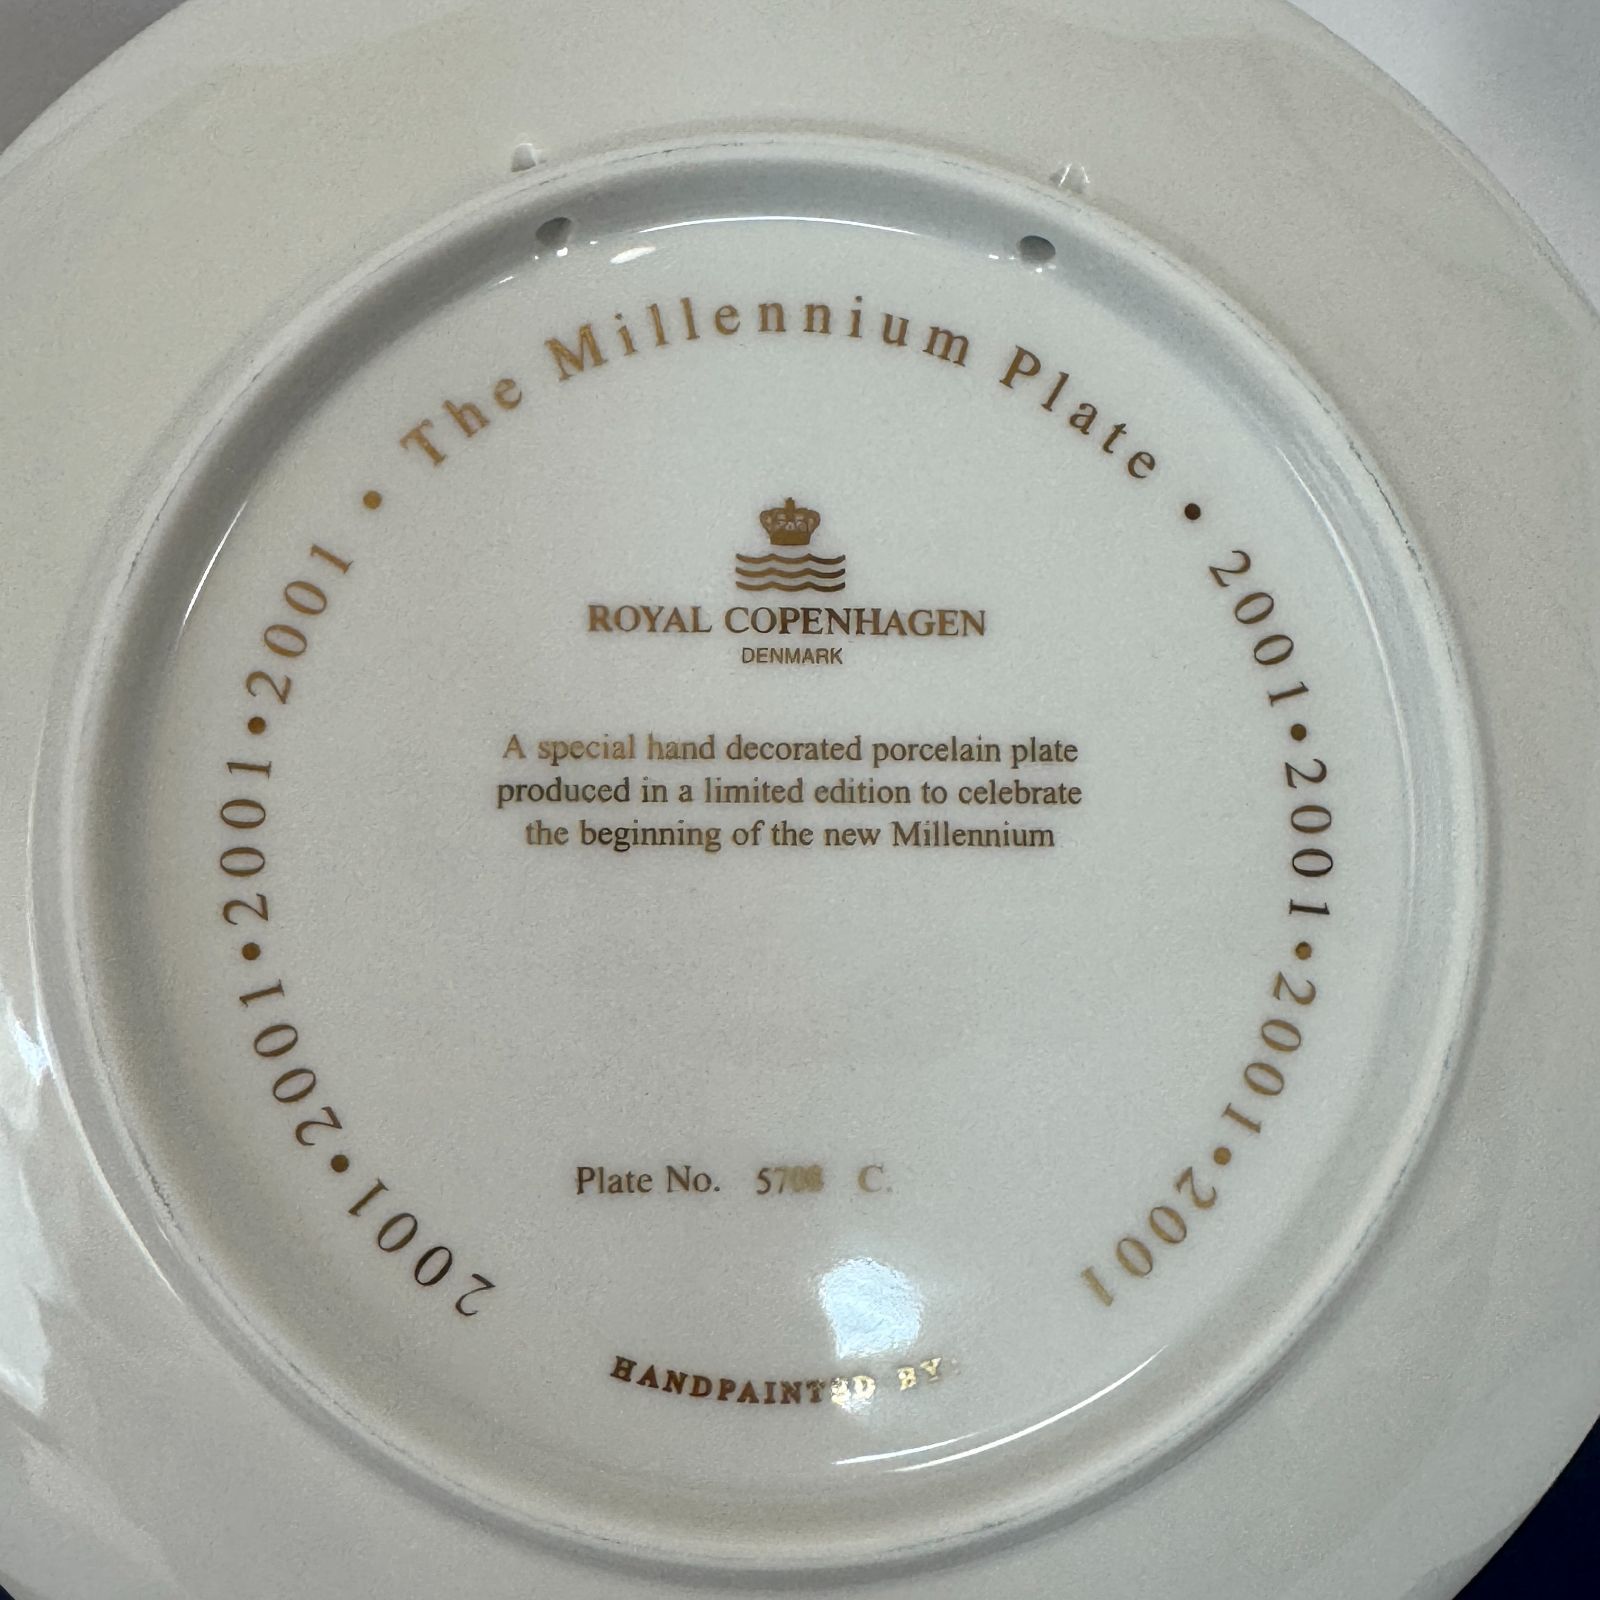 • The Millennium Plate •
2001•2001•2001•2001
2001•2001•2001•2001
ROYAL COPENHAGEN
DENMARK
A special hand decorated porcelain plate
produced in a limited edition to celebrate
the beginning of the new Millennium
Plate No. C.
HANDPAINTED BY: